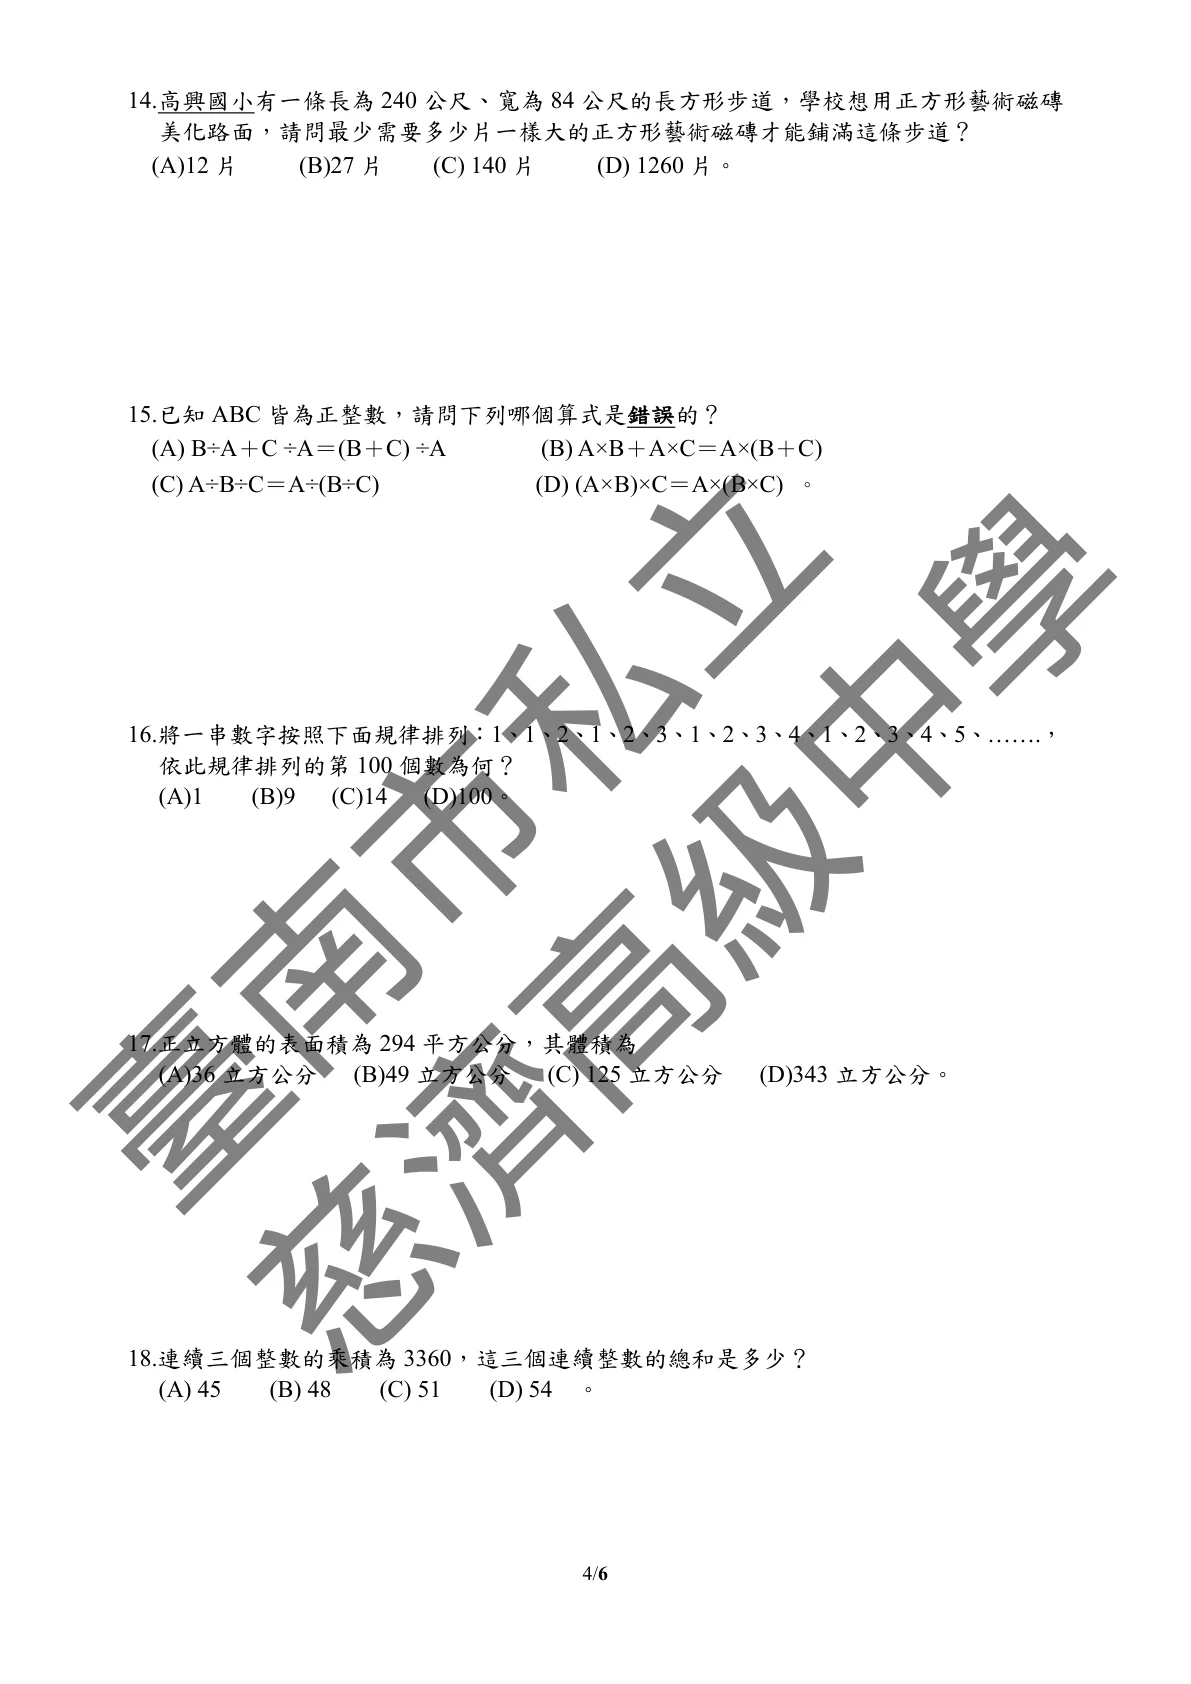 14.高興國小有一條長為 240 公尺、寬為 84 公尺的長方形步道，學校想用正方形藝術磁磚
美化路面，請問最少需要多少片一樣大的正方形藝術磁磚才能鋪滿這條步道？
(A)12 片 (B)27 片 (C) 140 片 (D) 1260 片。
15.已知 ABC 皆為正整數，請問下列哪個算式是錯誤的？
(A) B÷A＋C ÷A＝(B＋C) ÷A (B) A×B＋A×C＝A×(B＋C)
(C) A÷B÷C＝A÷(B÷C) (D) (A×B)×C＝A×(B×C) 。
16.將一串數字按照下面規律排列：1、1、2、1、2、3、1、2、3、4、1、2、3、4、5、…….，
依此規律排列的第 100 個數為何？
(A)1 (B)9 (C)14 (D)100。
17.正立方體的表面積為 294 平方公分，其體積為
(A)36 立方公分 (B)49 立方公分 (C) 125 立方公分 (D)343 立方公分。
18.連續三個整數的乘積為 3360，這三個連續整數的總和是多少？
(A) 45 (B) 48 (C) 51 (D) 54 。
臺南市私立
慈濟高級中學
4/6